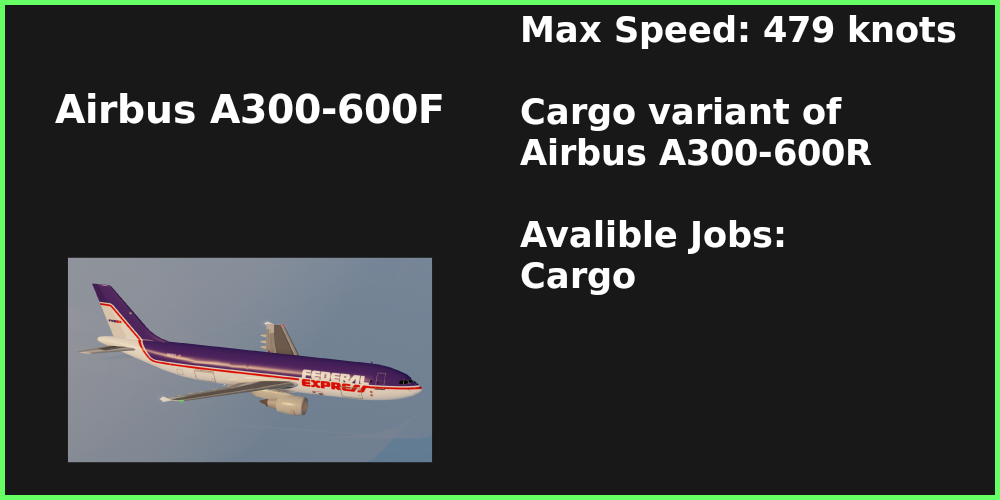 Airbus A300-600F
Max Speed: 479 knots
Cargo variant of
Airbus A300-600R
Avalible Jobs:
Cargo
FEDERAL
EXPRESS